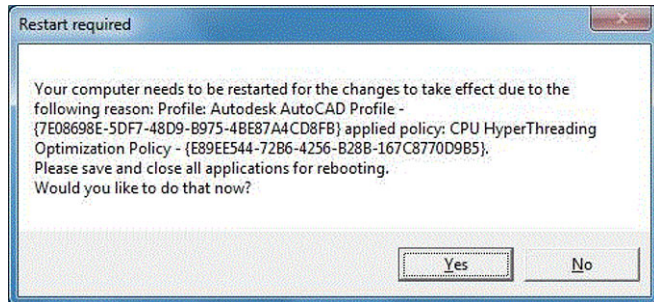 Restart required
Your computer needs to be restarted for the changes to take effect due to the
following reason: Profile: Autodesk AutoCAD Profile -
{7E08698E-5DF7-48D9-B975-4BE87A4CD8FB} applied policy: CPU HyperThreading
Optimization Policy - {E89EE544-72B6-4256-B28B-167C8770D9B5}.
Please save and close all applications for rebooting.
Would you like to do that now?
Yes No